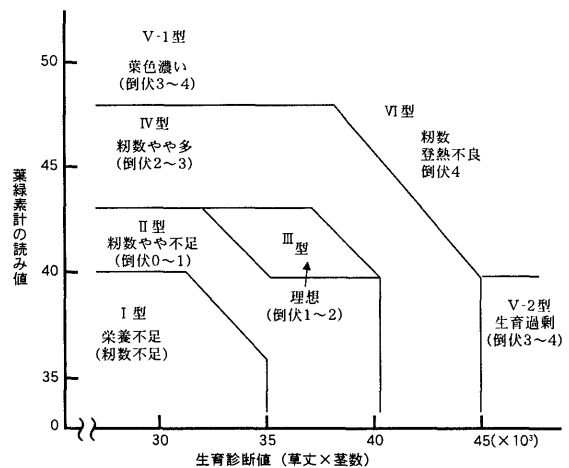 Ⅴ-1型
葉色濃い
(倒伏3~4)
50
Ⅳ型
籾数やや多
(倒伏2~3)
Ⅵ型
籾数
登熟不良
倒伏4
45
葉緑素計の読み値
Ⅱ型
籾数やや不足
(倒伏0~1)
Ⅲ型
理想
(倒伏1~2)
40
Ⅰ型
栄養不足
(籾数不足)
Ⅴ-2型
生育過剰
(倒伏3~4)
35
0
30
35
40
45(×10³)
生育診断値(草丈×茎数)